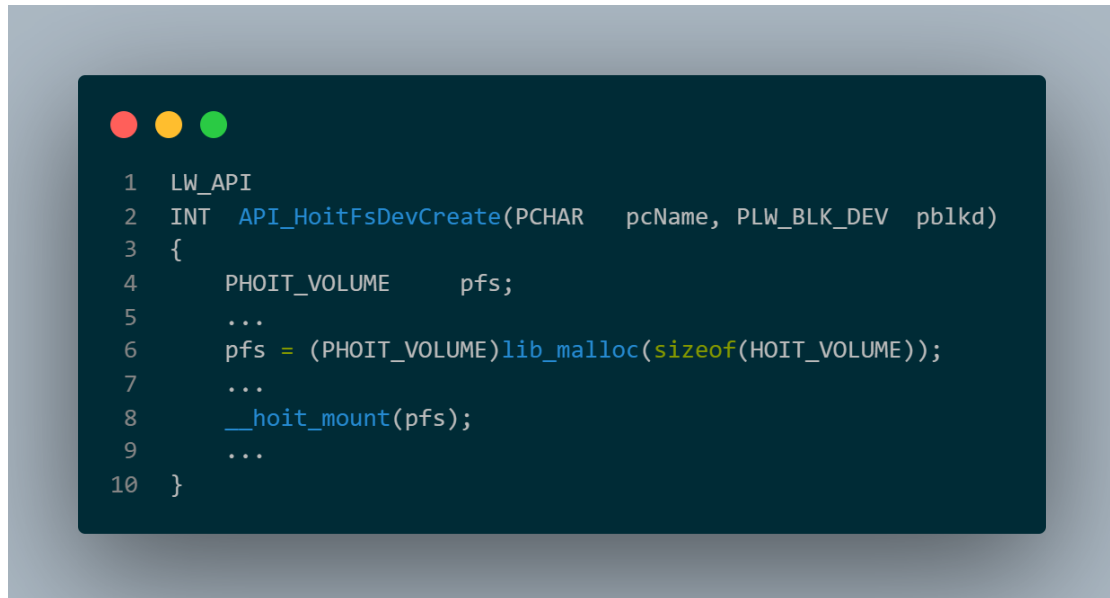 1 LW_API
2 INT  API_HoitFsDevCreate(PCHAR   pcName, PLW_BLK_DEV  pblkd)
3 {
4     PHOIT_VOLUME     pfs;
5     ...
6     pfs = (PHOIT_VOLUME)lib_malloc(sizeof(HOIT_VOLUME));
7     ...
8     __hoit_mount(pfs);
9     ...
10 }